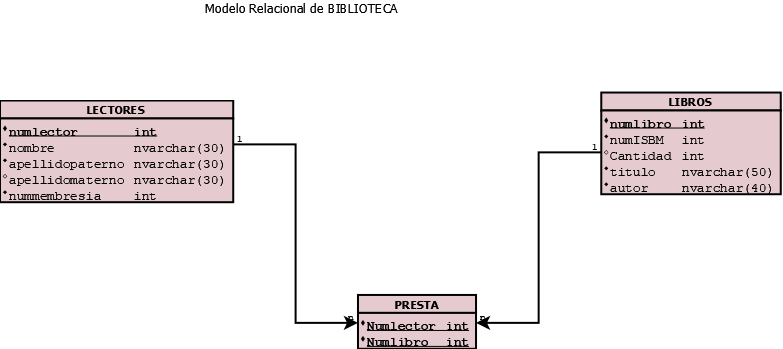 Modelo Relacional de BIBLIOTECA
LECTORES
numlector int
nombre nvarchar(30)
apellidopaterno nvarchar(30)
apellidomaterno nvarchar(30)
nummembresia int
1
LIBROS
numlibro int
numISBM int
Cantidad int
titulo nvarchar(50)
autor nvarchar(40)
1
PRESTA
Numlector int
Numlibro int